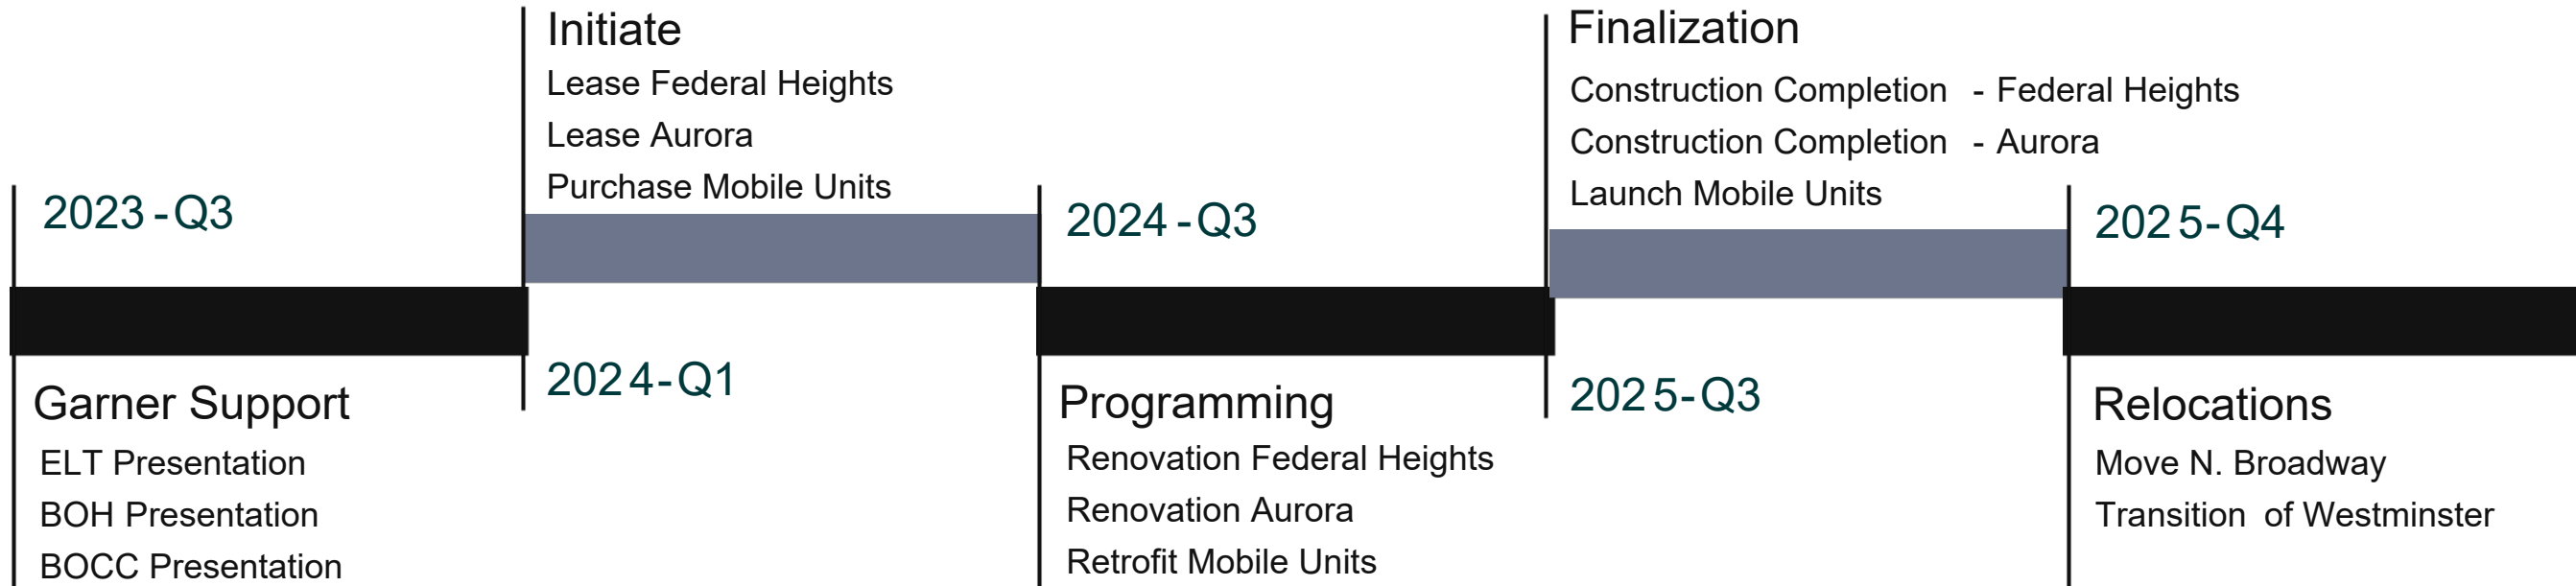 2023-Q3
Garner Support
ELT Presentation
BOH Presentation
BOCC Presentation
Initiate
Lease Federal Heights
Lease Aurora
Purchase Mobile Units
2024-Q1
2024-Q3
Programming
Renovation Federal Heights
Renovation Aurora
Retrofit Mobile Units
Finalization
Construction Completion - Federal Heights
Construction Completion - Aurora
Launch Mobile Units
2025-Q3
2025-Q4
Relocations
Move N. Broadway
Transition of Westminster